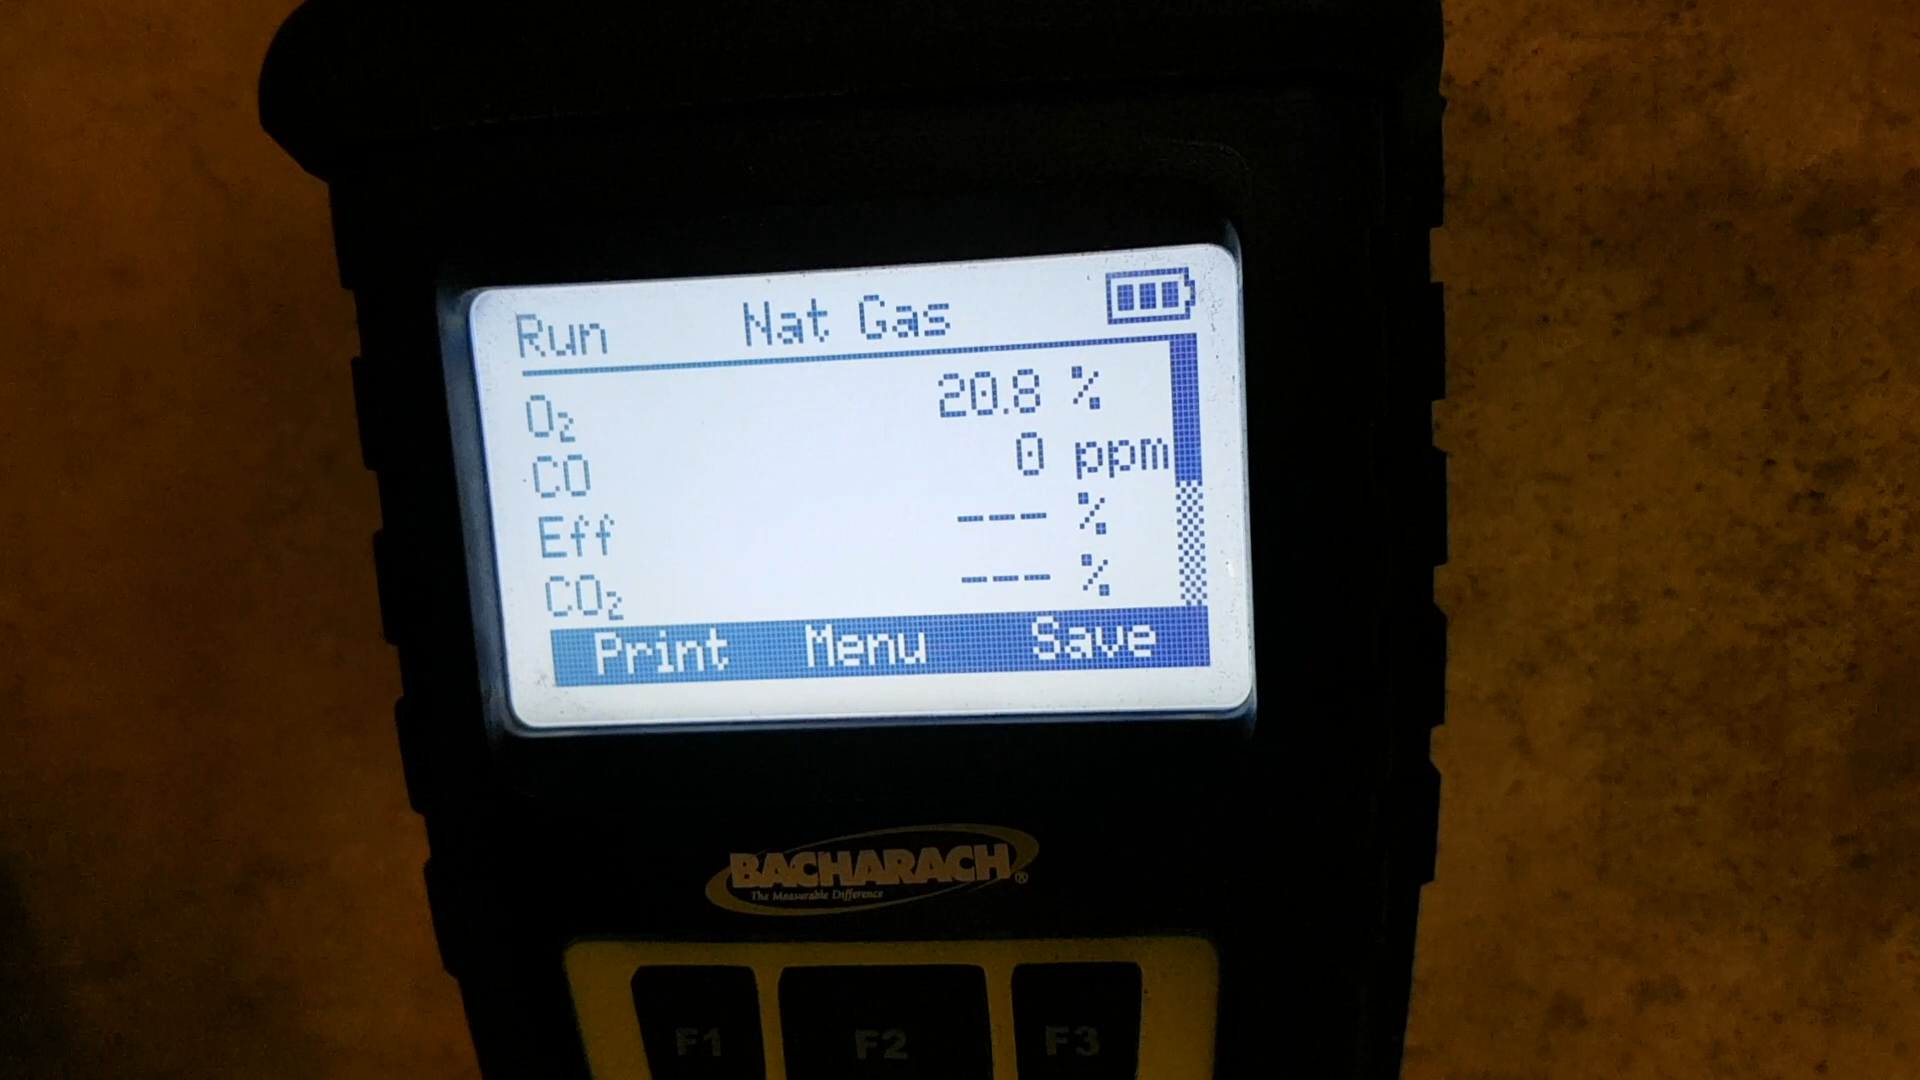 Run Nat Gas
O₂ 20.8 %
CO 0 ppm
Eff --- %
CO₂ --- %
Print Menu Save
BACHARACH®
The Measurable Difference
F1 F2 F3